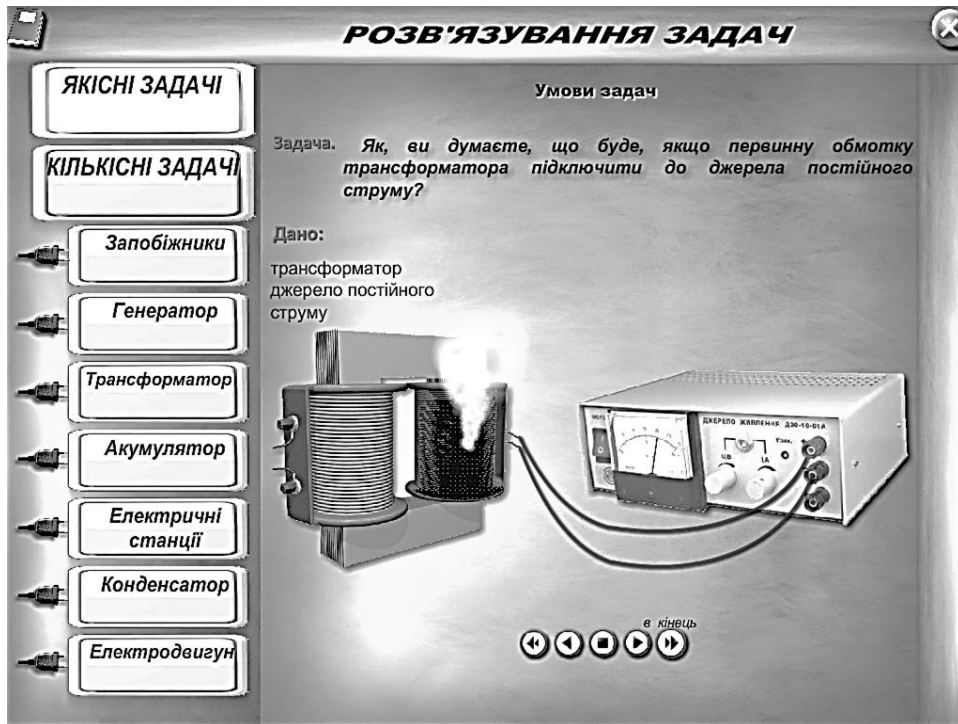 РОЗВ'ЯЗУВАННЯ ЗАДАЧ
ЯКІСНІ ЗАДАЧІ
КІЛЬКІСНІ ЗАДАЧІ
Запобіжники
Генератор
Трансформатор
Акумулятор
Електричні
станції
Конденсатор
Електродвигун
Умови задач
Задача. Як, ви думаєте, що буде, якщо первинну обмотку
трансформатора підключити до джерела постійного
струму?
Дано:
трансформатор
джерело постійного
струму
ДЖЕРЕЛО ЖИВЛЕННЯ ДЗО-10-01А
в кінець